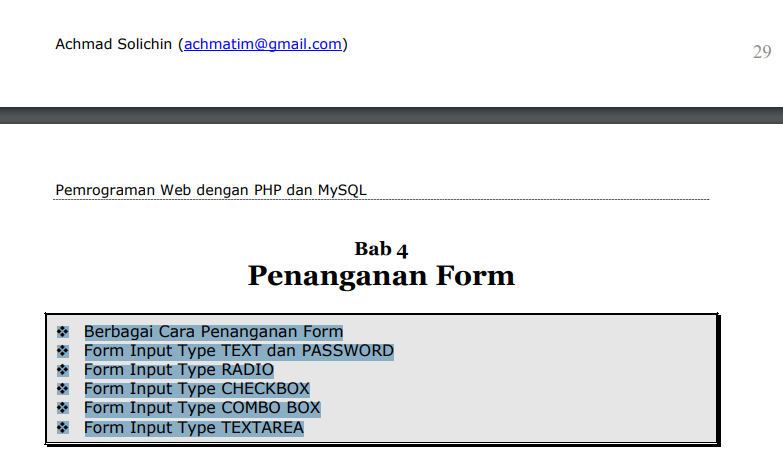 Achmad Solichin (achmatim@gmail.com)
29
Pemrograman Web dengan PHP dan MySQL
Bab 4
Penanganan Form
❖ Berbagai Cara Penanganan Form
❖ Form Input Type TEXT dan PASSWORD
❖ Form Input Type RADIO
❖ Form Input Type CHECKBOX
❖ Form Input Type COMBO BOX
❖ Form Input Type TEXTAREA